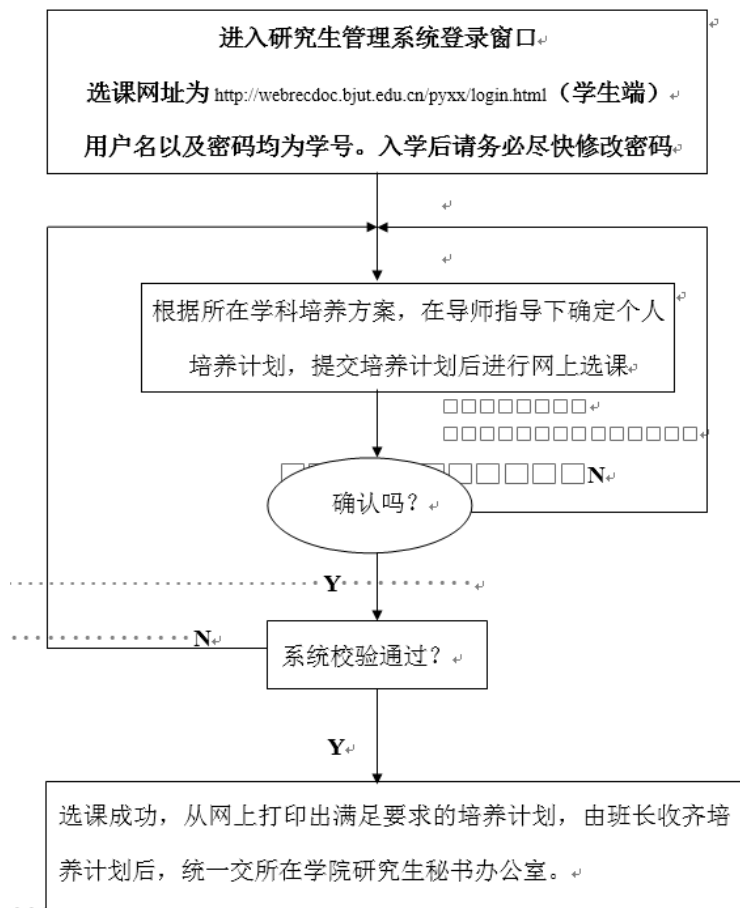 进入研究生管理系统登录窗口
选课网址为 http://webrecdoc.bjut.edu.cn/pyxx/login.html（学生端）
用户名以及密码均为学号。入学后请务必尽快修改密码
根据所在学科培养方案，在导师指导下确定个人
培养计划，提交培养计划后进行网上选课
N
确认吗？
Y
N
系统校验通过？
Y
选课成功，从网上打印出满足要求的培养计划，由班长收齐培
养计划后，统一交所在学院研究生秘书办公室。